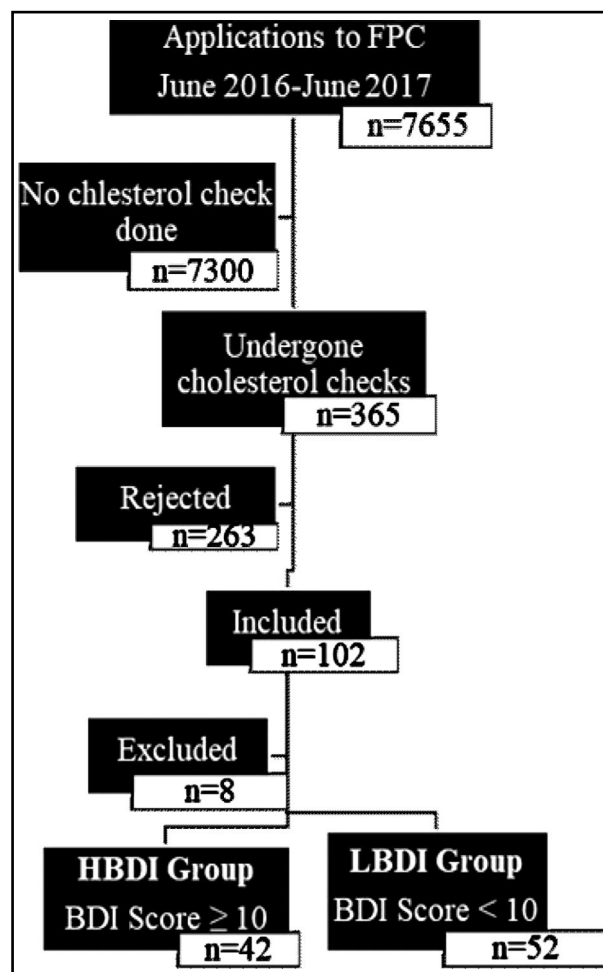 Applications to FPC
June 2016-June 2017
n=7655
No chlesterol check
done
n=7300
Undergone
cholesterol checks
n=365
Rejected
n=263
Included
n=102
Excluded
n=8
HBDI Group
BDI Score ≥ 10
n=42
LBDI Group
BDI Score < 10
n=52